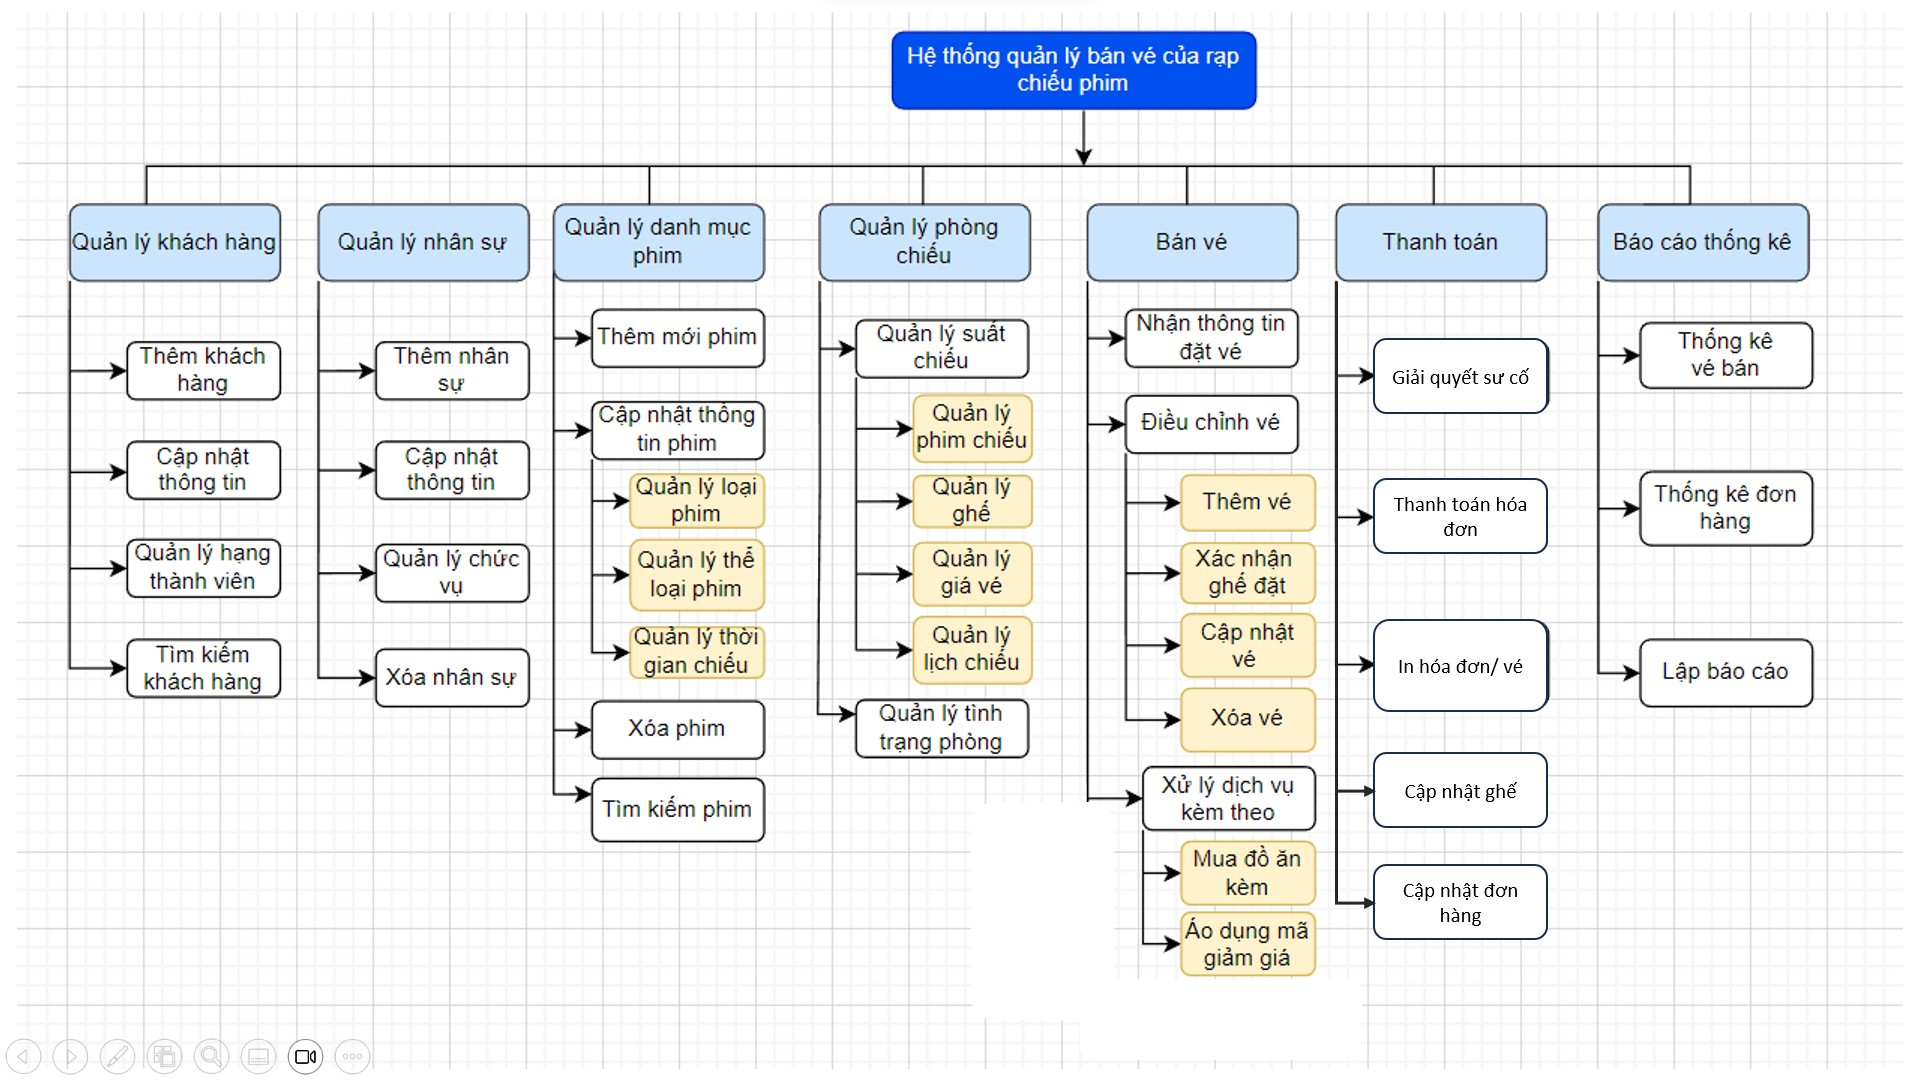 Hệ thống quản lý bán vé của rạp
chiếu phim
Quản lý khách hàng
Thêm khách
hàng
Cập nhật
thông tin
Quản lý hạng
thành viên
Tìm kiếm
khách hàng
Quản lý nhân sự
Thêm nhân
sự
Cập nhật
thông tin
Quản lý chức
vụ
Xóa nhân sự
Quản lý danh mục
phim
Thêm mới phim
Cập nhật thông
tin phim
Quản lý loại
phim
Quản lý thể
loại phim
Quản lý thời
gian chiếu
Xóa phim
Tìm kiếm phim
Quản lý phòng
chiếu
Quản lý suất
chiếu
Quản lý
phim chiếu
Quản lý
ghế
Quản lý
giá vé
Quản lý
lịch chiếu
Quản lý tình
trạng phòng
Bán vé
Nhận thông tin
đặt vé
Điều chỉnh vé
Thêm vé
Xác nhận
ghế đặt
Cập nhật
vé
Xóa vé
Xử lý dịch vụ
kèm theo
Mua đồ ăn
kèm
Áo dụng mã
giảm giá
Thanh toán
Giải quyết sư cố
Thanh toán hóa
đơn
In hóa đơn/ vé
Cập nhật ghế
Cập nhật đơn
hàng
Báo cáo thống kê
Thống kê
vé bán
Thống kê đơn
hàng
Lập báo cáo